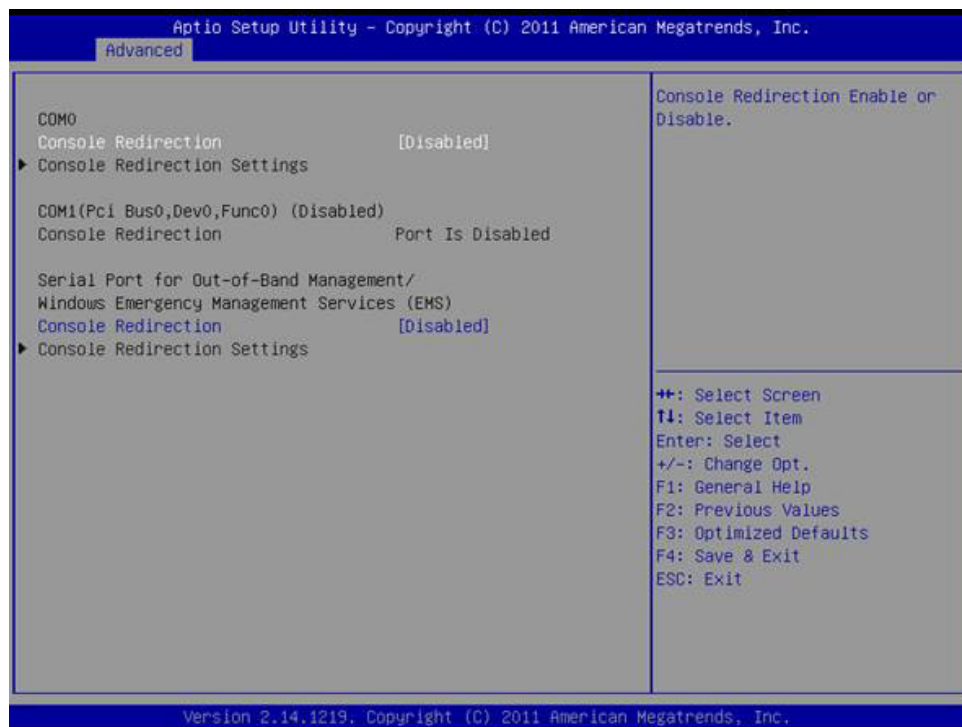 Aptio Setup Utility – Copyright (C) 2011 American Megatrends, Inc.
Advanced
COM0
Console Redirection [Disabled]
► Console Redirection Settings
COM1(Pci Bus0,Dev0,Func0) (Disabled)
Console Redirection Port Is Disabled
Serial Port for Out-of-Band Management/
Windows Emergency Management Services (EMS)
Console Redirection [Disabled]
► Console Redirection Settings
Console Redirection Enable or
Disable.
→←: Select Screen
↑↓: Select Item
Enter: Select
+/-: Change Opt.
F1: General Help
F2: Previous Values
F3: Optimized Defaults
F4: Save & Exit
ESC: Exit
Version 2.14.1219. Copyright (C) 2011 American Megatrends, Inc.